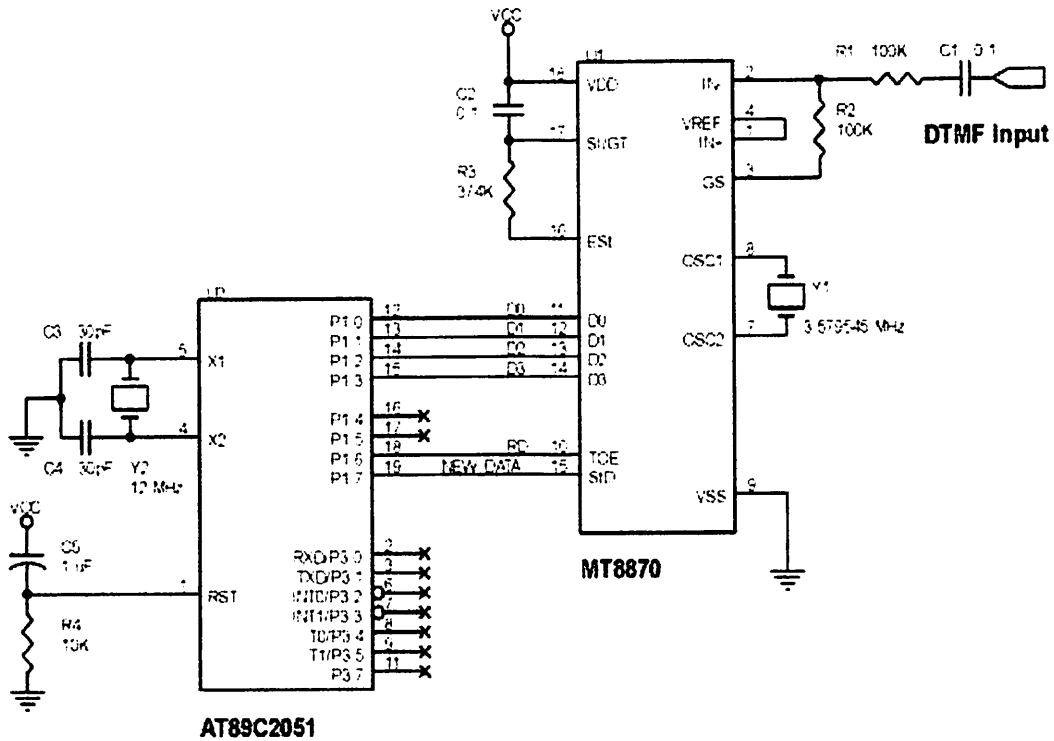 VCC
U1
R1 100K
C1 0.1
18 VDD
IN- 2
C2
0.1
R2
100K
VREF 4
IN+ 1
DTMF Input
17 St/GT
R3
374K
GS 3
16 ESt
OSC1 8
Y1
3.579545 MHz
OSC2 7
U2
P1.0 12 D0 11 D0
P1.1 13 D1 12 D1
P1.2 14 D2 13 D2
P1.3 15 D3 14 D3
C3 30pF
5 X1
P1.4 16
P1.5 17
4 X2
P1.6 18 RD 10 TOE
P1.7 19 NEW_DATA 15 StD
C4 30pF
Y2
12 MHz
VSS 9
VCC
C5
RXD/P3.0 2
TXD/P3.1 3
INT0/P3.2 6
INT1/P3.3 7
T0/P3.4 8
T1/P3.5 9
P3.7 11
MT8870
1 RST
R4
10K
AT89C2051